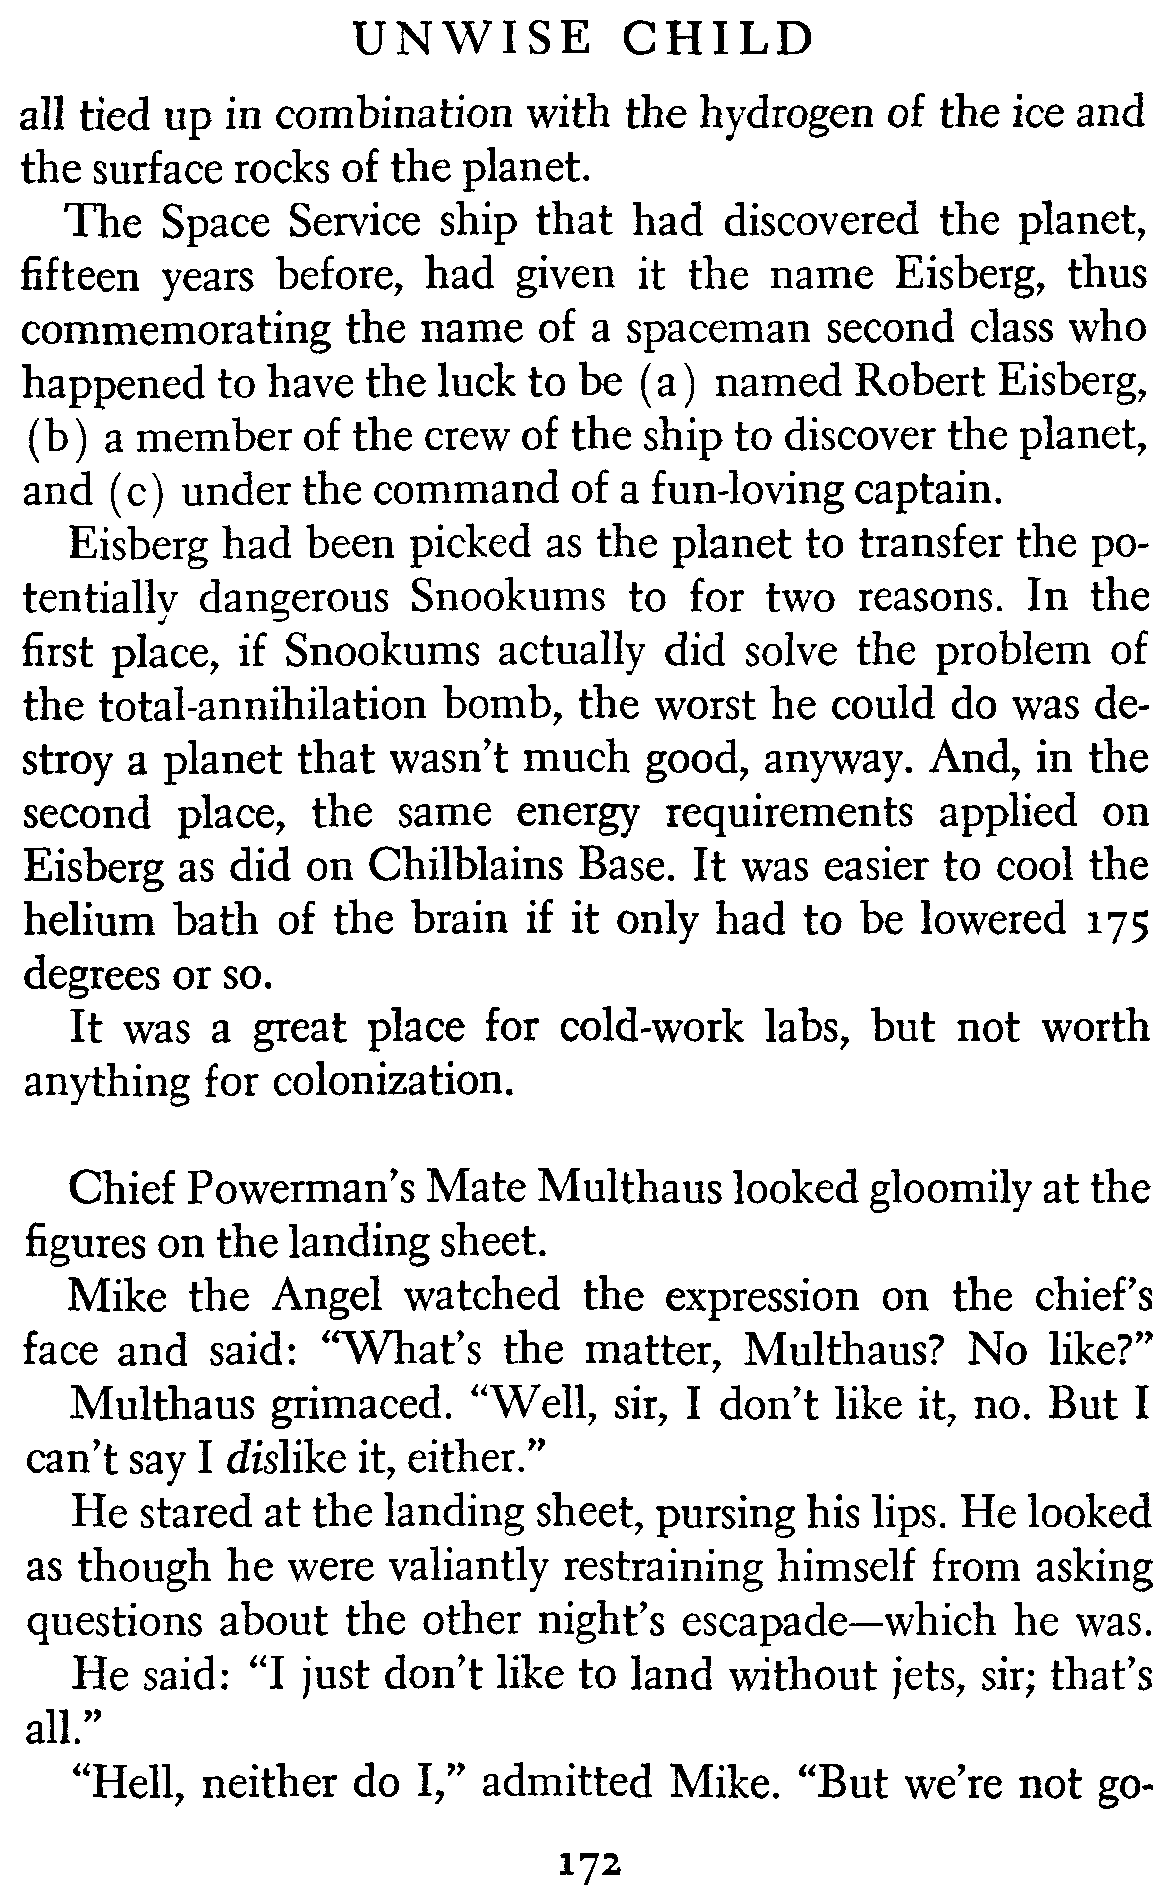 UNWISE CHILD
all tied up in combination with the hydrogen of the ice and
the surface rocks of the planet.
The Space Service ship that had discovered the planet,
fifteen years before, had given it the name Eisberg, thus
commemorating the name of a spaceman second class who
happened to have the luck to be (a) named Robert Eisberg,
(b) a member of the crew of the ship to discover the planet,
and (c) under the command of a fun-loving captain.
Eisberg had been picked as the planet to transfer the po-
tentially dangerous Snookums to for two reasons. In the
first place, if Snookums actually did solve the problem of
the total-annihilation bomb, the worst he could do was de-
stroy a planet that wasn't much good, anyway. And, in the
second place, the same energy requirements applied on
Eisberg as did on Chilblains Base. It was easier to cool the
helium bath of the brain if it only had to be lowered 175
degrees or so.
It was a great place for cold-work labs, but not worth
anything for colonization.
Chief Powerman's Mate Multhaus looked gloomily at the
figures on the landing sheet.
Mike the Angel watched the expression on the chief's
face and said: “What's the matter, Multhaus? No like?”
Multhaus grimaced. “Well, sir, I don't like it, no. But I
can't say I dislike it, either.”
He stared at the landing sheet, pursing his lips. He looked
as though he were valiantly restraining himself from asking
questions about the other night's escapade—which he was.
He said: “I just don't like to land without jets, sir; that's
all.”
“Hell, neither do I,” admitted Mike. “But we're not go-
172